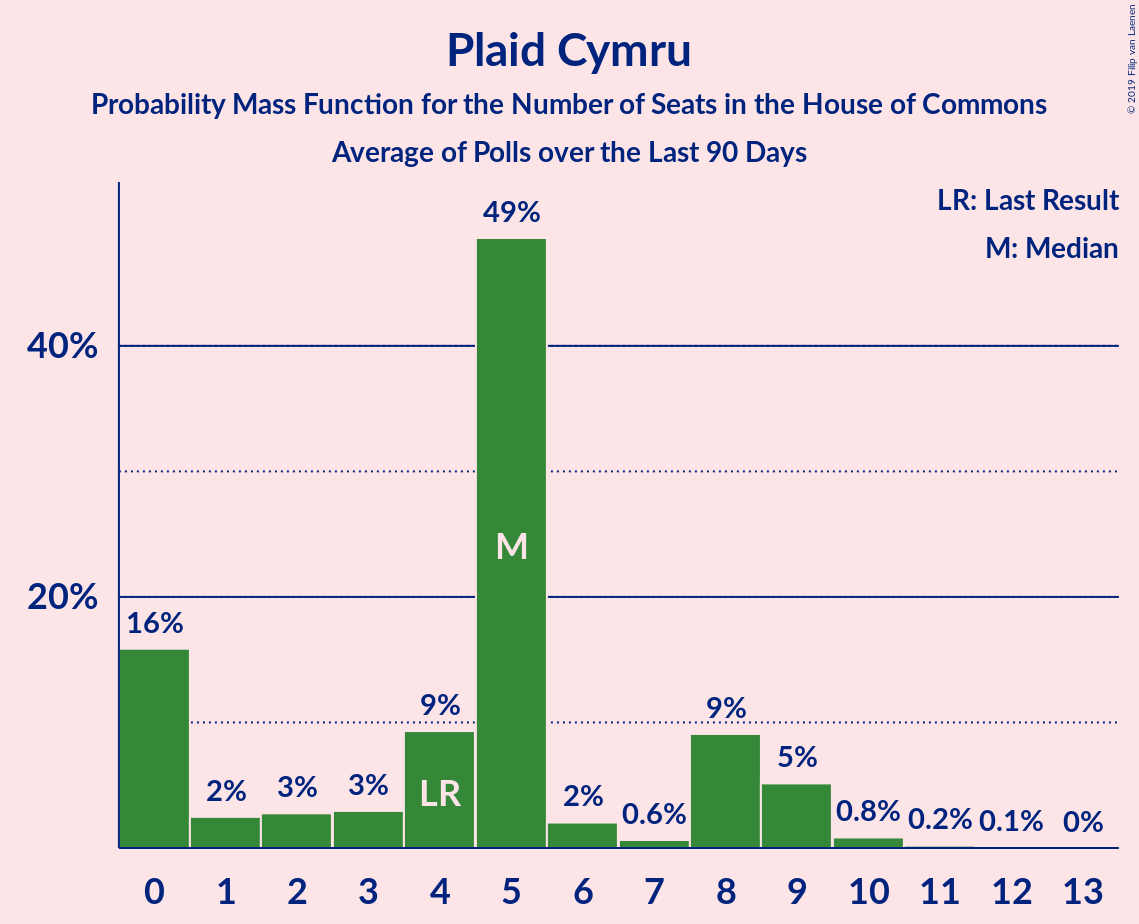 Plaid Cymru
Probability Mass Function for the Number of Seats in the House of Commons
Average of Polls over the Last 90 Days
© 2019 Filip van Laenen
LR: Last Result
M: Median
49%
40%
M
20%
16%
9%
9%
5%
2%
3%
3%
LR
2%
0.6%
0.8%
0.2%
0.1%
0%
0 1 2 3 4 5 6 7 8 9 10 11 12 13